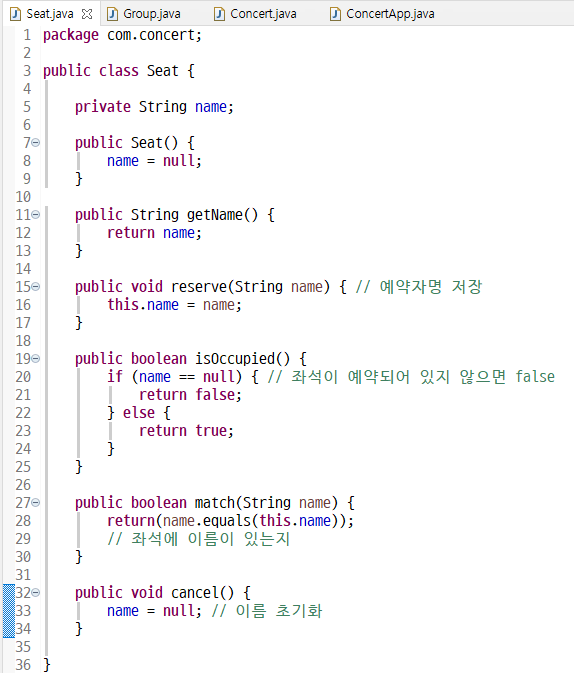 Seat.java Group.java Concert.java ConcertApp.java
1 package com.concert;
2
3 public class Seat {
4
5 private String name;
6
7 public Seat() {
8 name = null;
9 }
10
11 public String getName() {
12 return name;
13 }
14
15 public void reserve(String name) { // 예약자명 저장
16 this.name = name;
17 }
18
19 public boolean isOccupied() {
20 if (name == null) { // 좌석이 예약되어 있지 않으면 false
21 return false;
22 } else {
23 return true;
24 }
25 }
26
27 public boolean match(String name) {
28 return(name.equals(this.name));
29 // 좌석에 이름이 있는지
30 }
31
32 public void cancel() {
33 name = null; // 이름 초기화
34 }
35
36 }